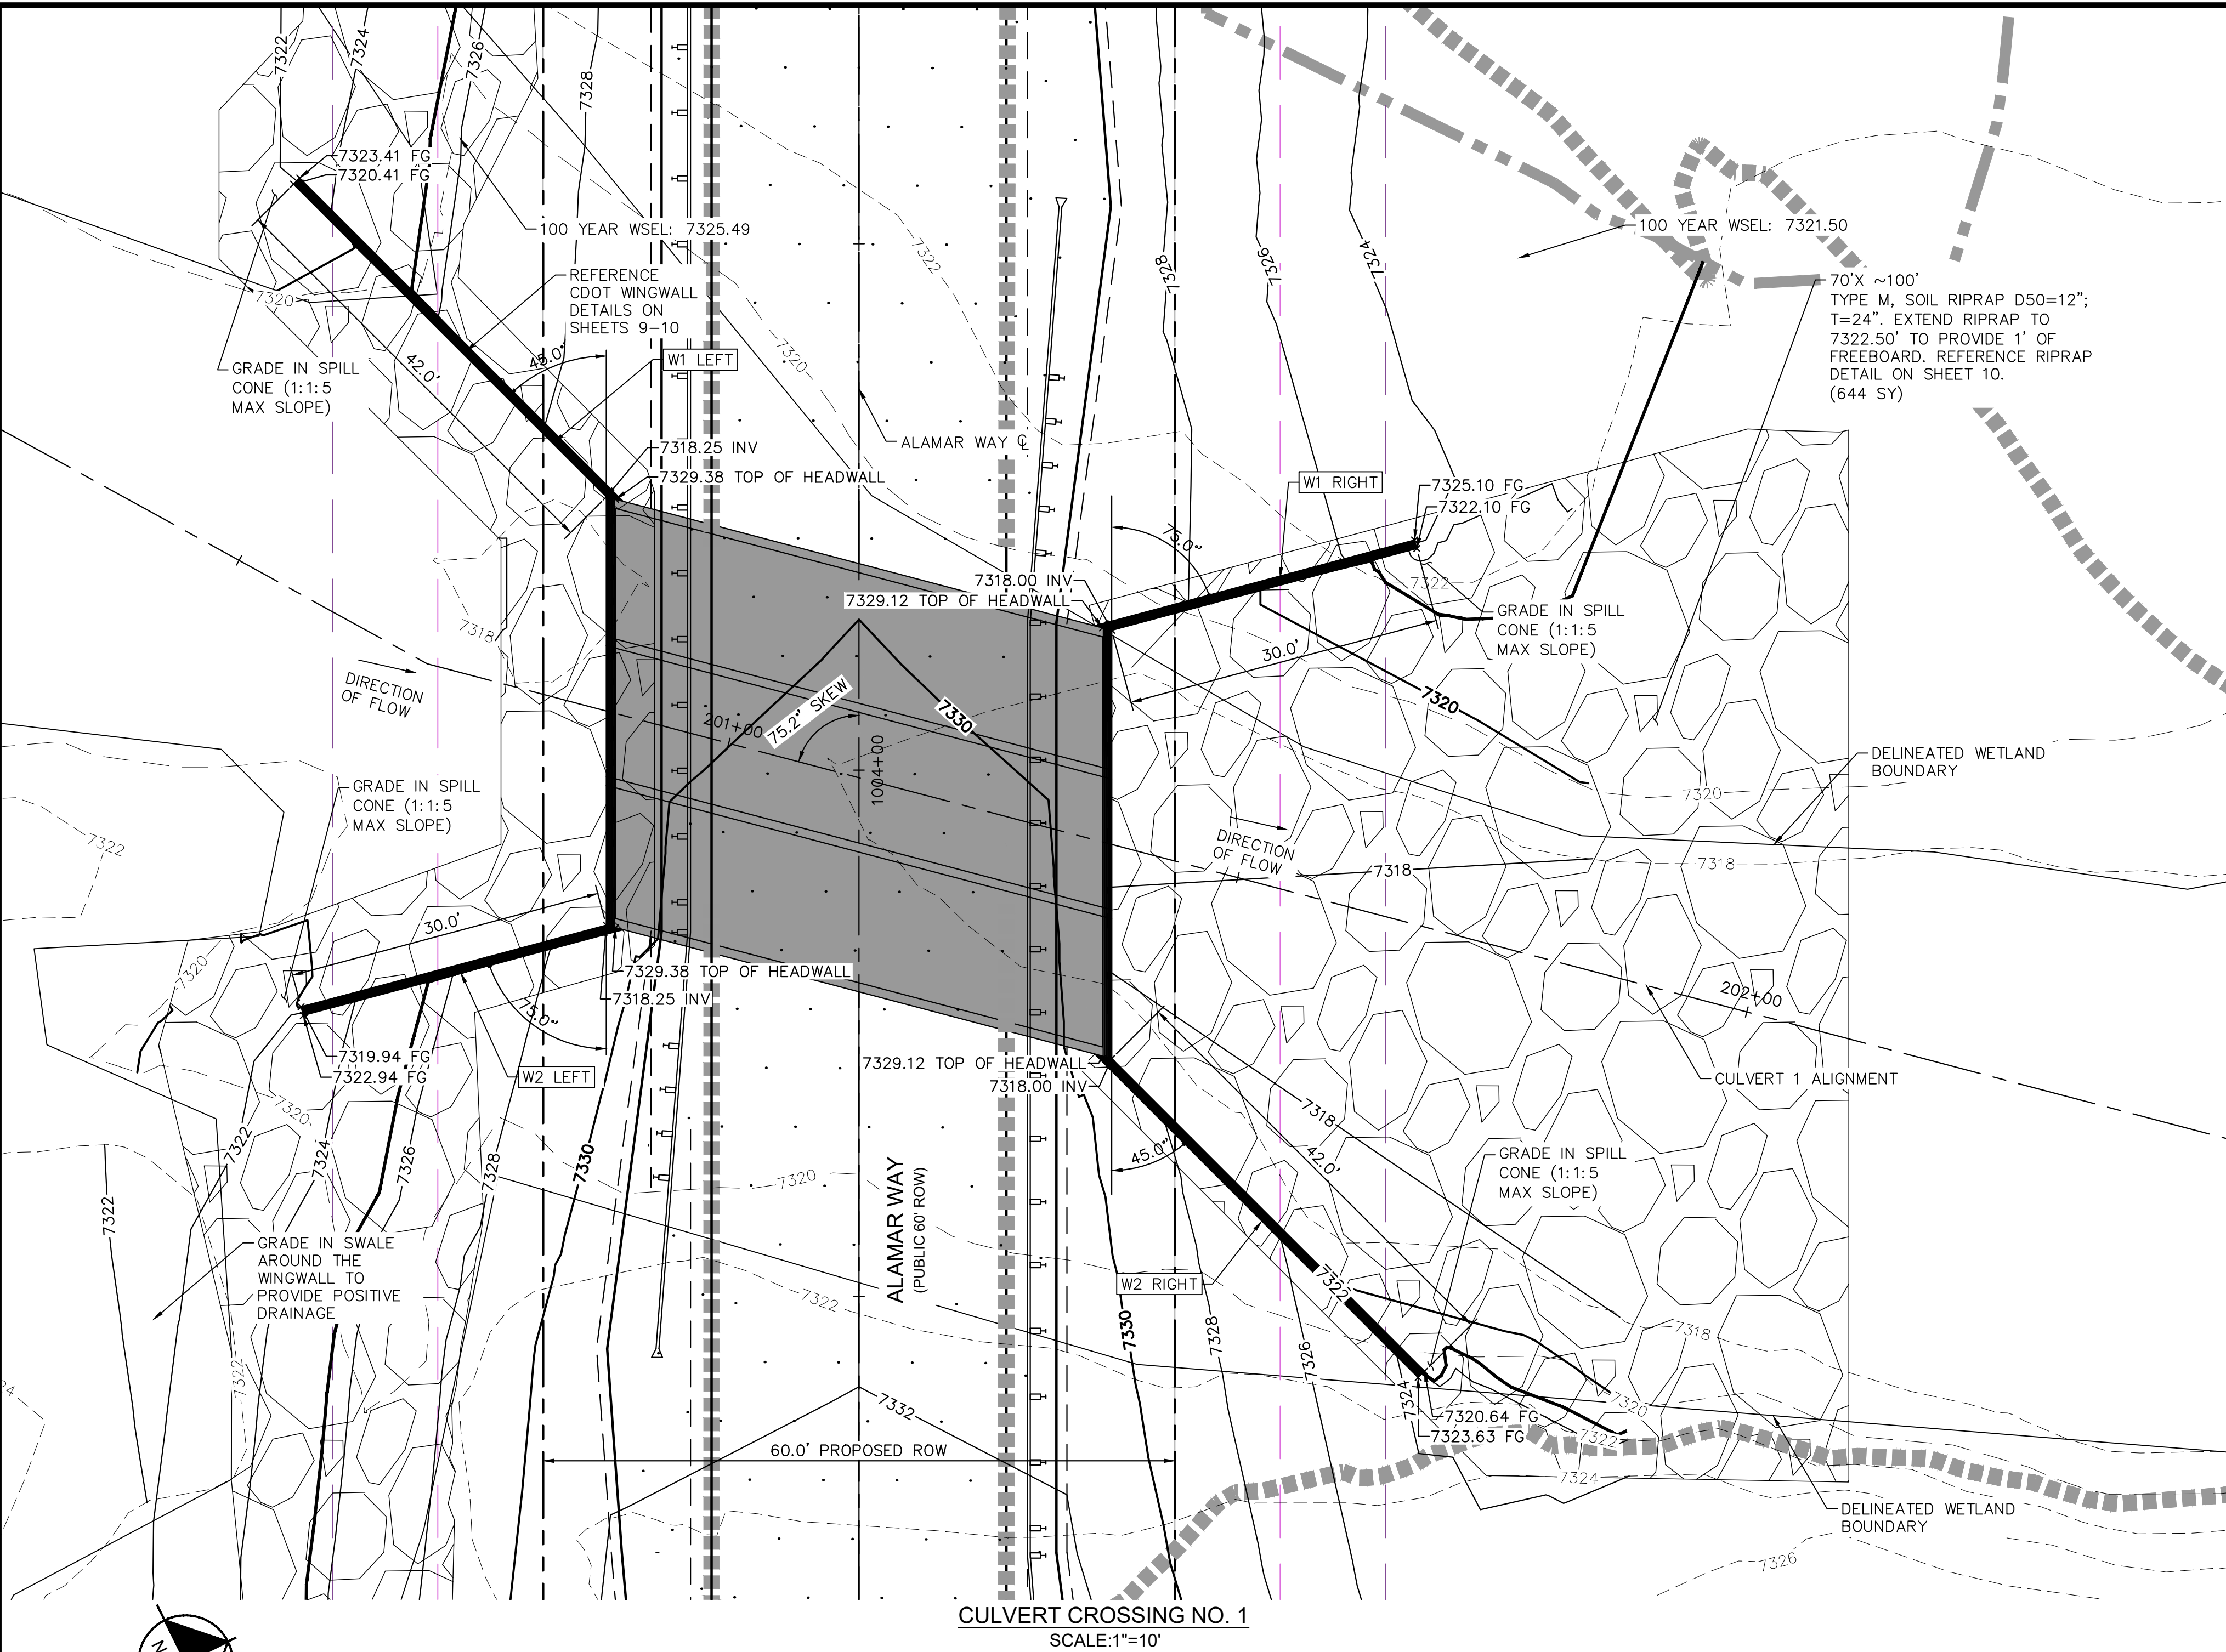 7322
7324
7326
7328
7323.41 FG
7320.41 FG
100 YEAR WSEL: 7325.49
7322
7328
7326
7324
100 YEAR WSEL: 7321.50
REFERENCE
CDOT WINGWALL
DETAILS ON
SHEETS 9-10
7320
70'X ~100'
TYPE M, SOIL RIPRAP D50=12";
T=24". EXTEND RIPRAP TO
7322.50' TO PROVIDE 1' OF
FREEBOARD. REFERENCE RIPRAP
DETAIL ON SHEET 10.
(644 SY)
GRADE IN SPILL
CONE (1:1:5
MAX SLOPE)
42.0'
45.0°
W1 LEFT
7320
7318.25 INV
7329.38 TOP OF HEADWALL
ALAMAR WAY ℄
W1 RIGHT
7325.10 FG
7322.10 FG
75.0°
7318.00 INV
7329.12 TOP OF HEADWALL
7322
GRADE IN SPILL
CONE (1:1:5
MAX SLOPE)
30.0'
7318
DIRECTION
OF FLOW
201+00
75.2° SKEW
7330
1004+00
7320
DELINEATED WETLAND
BOUNDARY
7320
GRADE IN SPILL
CONE (1:1:5
MAX SLOPE)
7322
DIRECTION
OF FLOW
7318
7318
30.0'
7320
7329.38 TOP OF HEADWALL
7318.25 INV
75.0°
202+00
7319.94 FG
7322.94 FG
W2 LEFT
7329.12 TOP OF HEADWALL
7318.00 INV
CULVERT 1 ALIGNMENT
7320
7322
7324
7326
7328
7330
7318
45.0°
42.0'
GRADE IN SPILL
CONE (1:1:5
MAX SLOPE)
7320
ALAMAR WAY
(PUBLIC 60' ROW)
7322
GRADE IN SWALE
AROUND THE
WINGWALL TO
PROVIDE POSITIVE
DRAINAGE
W2 RIGHT
7322
7322
7330
7328
7326
7318
7322
7324
7320
7332
7320.64 FG
7323.63 FG
7322
7324
60.0' PROPOSED ROW
DELINEATED WETLAND
BOUNDARY
7326
N
CULVERT CROSSING NO. 1
SCALE:1"=10'